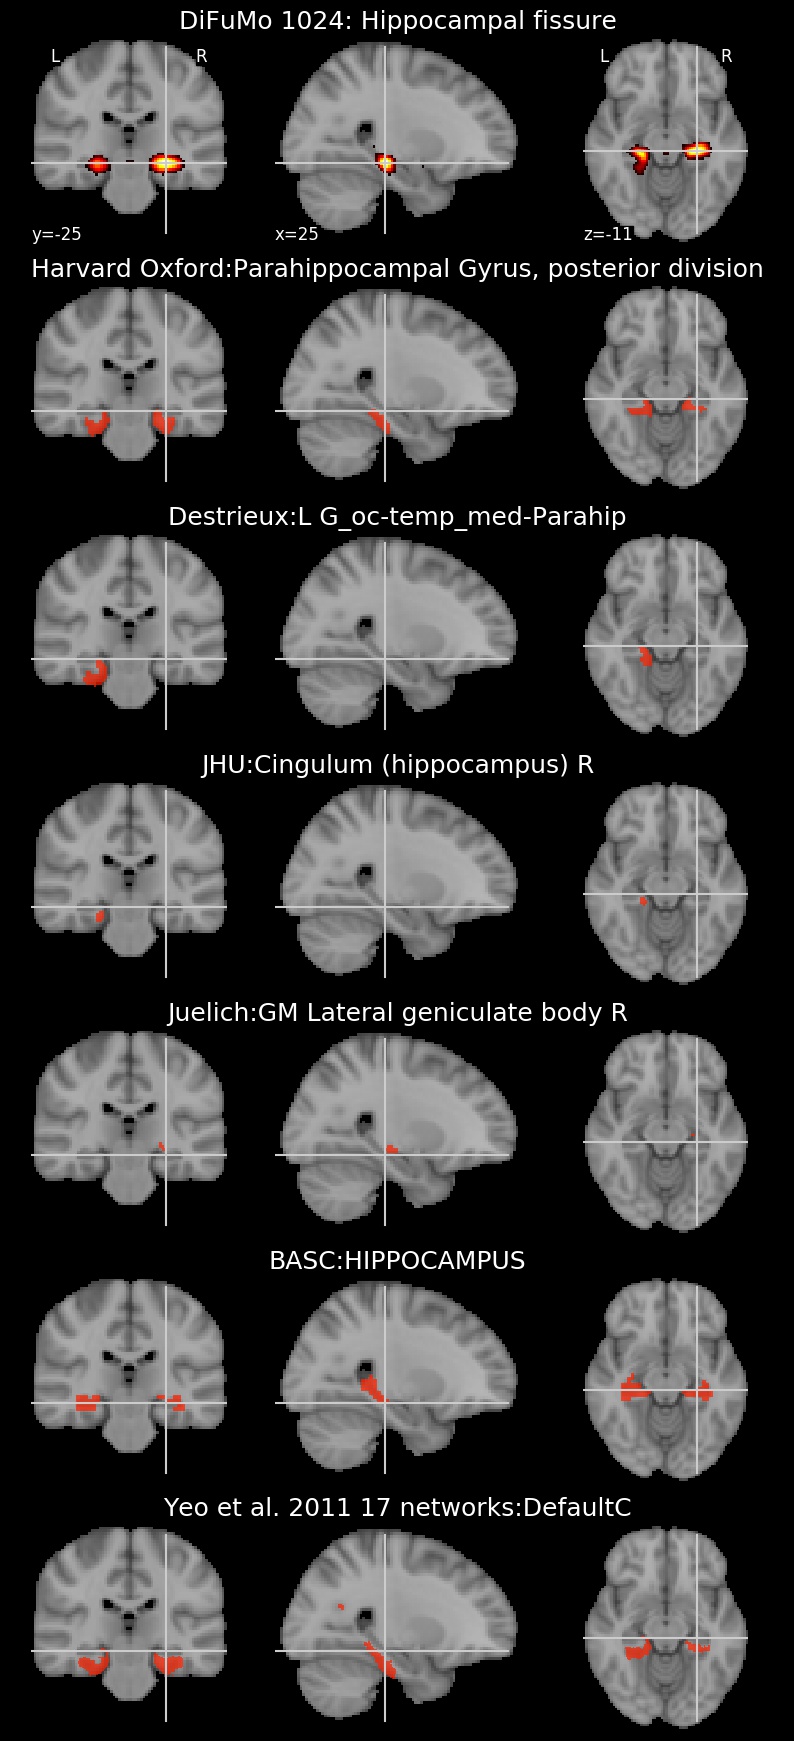 DiFuMo 1024: Hippocampal fissure
L R L R
y=-25 x=25 z=-11
Harvard Oxford:Parahippocampal Gyrus, posterior division
Destrieux:L G_oc-temp_med-Parahip
JHU:Cingulum (hippocampus) R
Juelich:GM Lateral geniculate body R
BASC:HIPPOCAMPUS
Yeo et al. 2011 17 networks:DefaultC